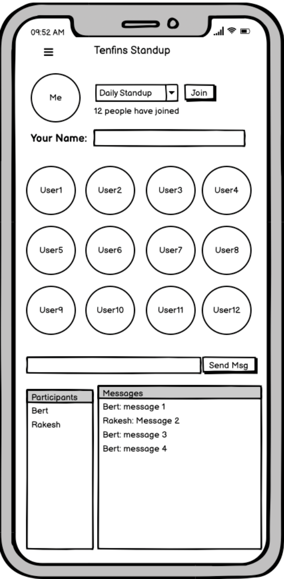 09:52 AM
Tenfins Standup
Me
Daily Standup
Join
12 people have joined
Your Name:
User1 User2 User3 User4
User5 User6 User7 User8
User9 User10 User11 User12
Send Msg
Participants
Bert
Rakesh
Messages
Bert: message 1
Rakesh: Message 2
Bert: message 3
Bert: message 4